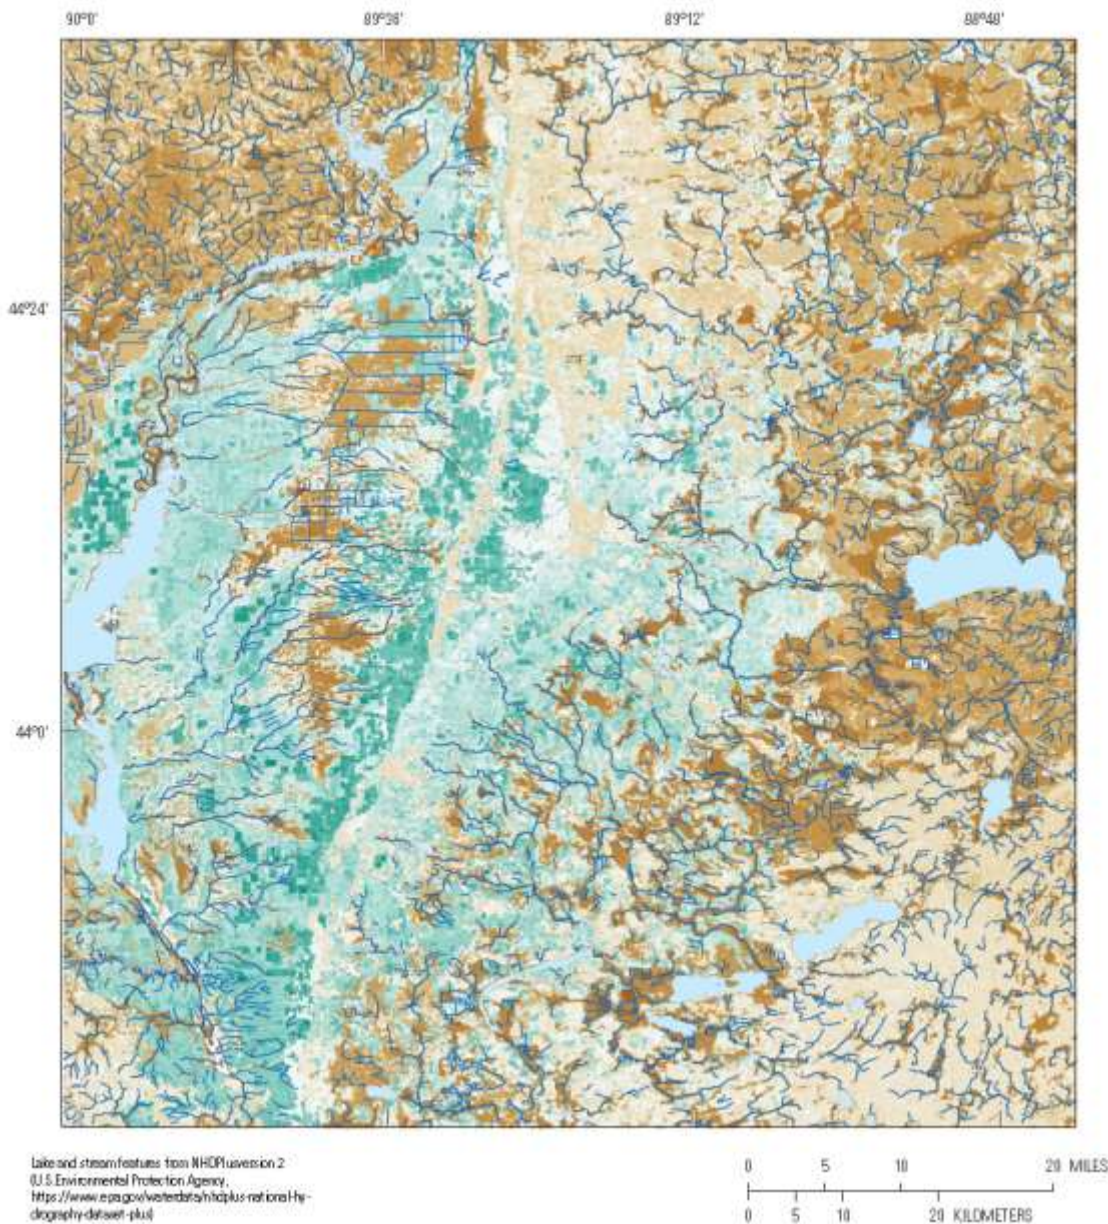 90°0'
89°36'
89°12'
88°48'
44°24'
44°0'
Lake and stream features from NHDPlus version 2
(U.S. Environmental Protection Agency,
https://www.epa.gov/waterdata/nhdplus-national-hy-
drography-dataset-plus)
0 5 10 20 MILES
0 5 10 20 KILOMETERS